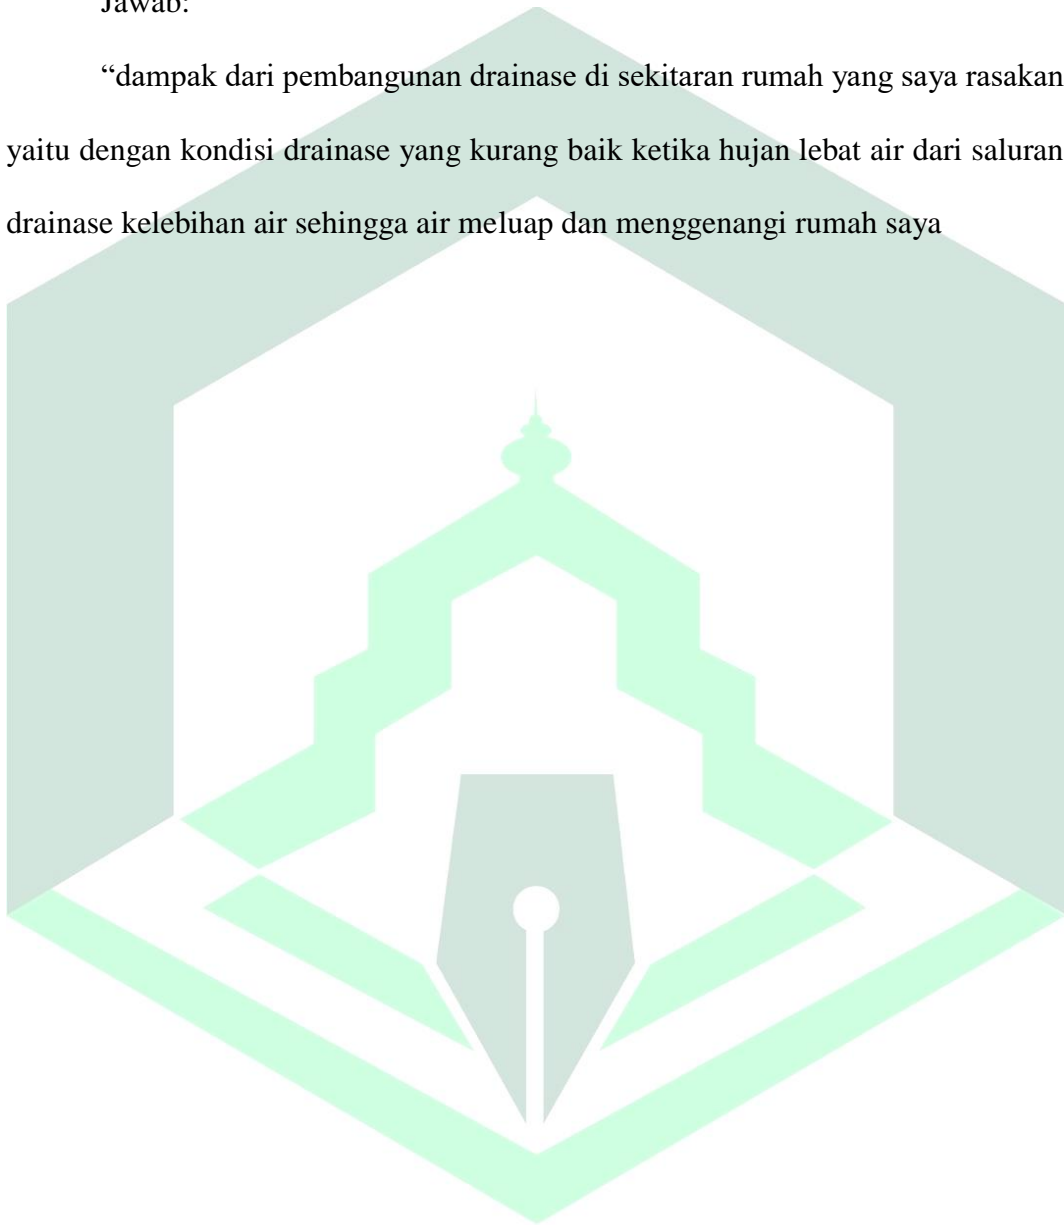 Jawab:
“dampak dari pembangunan drainase di sekitaran rumah yang saya rasakan
yaitu dengan kondisi drainase yang kurang baik ketika hujan lebat air dari saluran
drainase kelebihan air sehingga air meluap dan menggenangi rumah saya